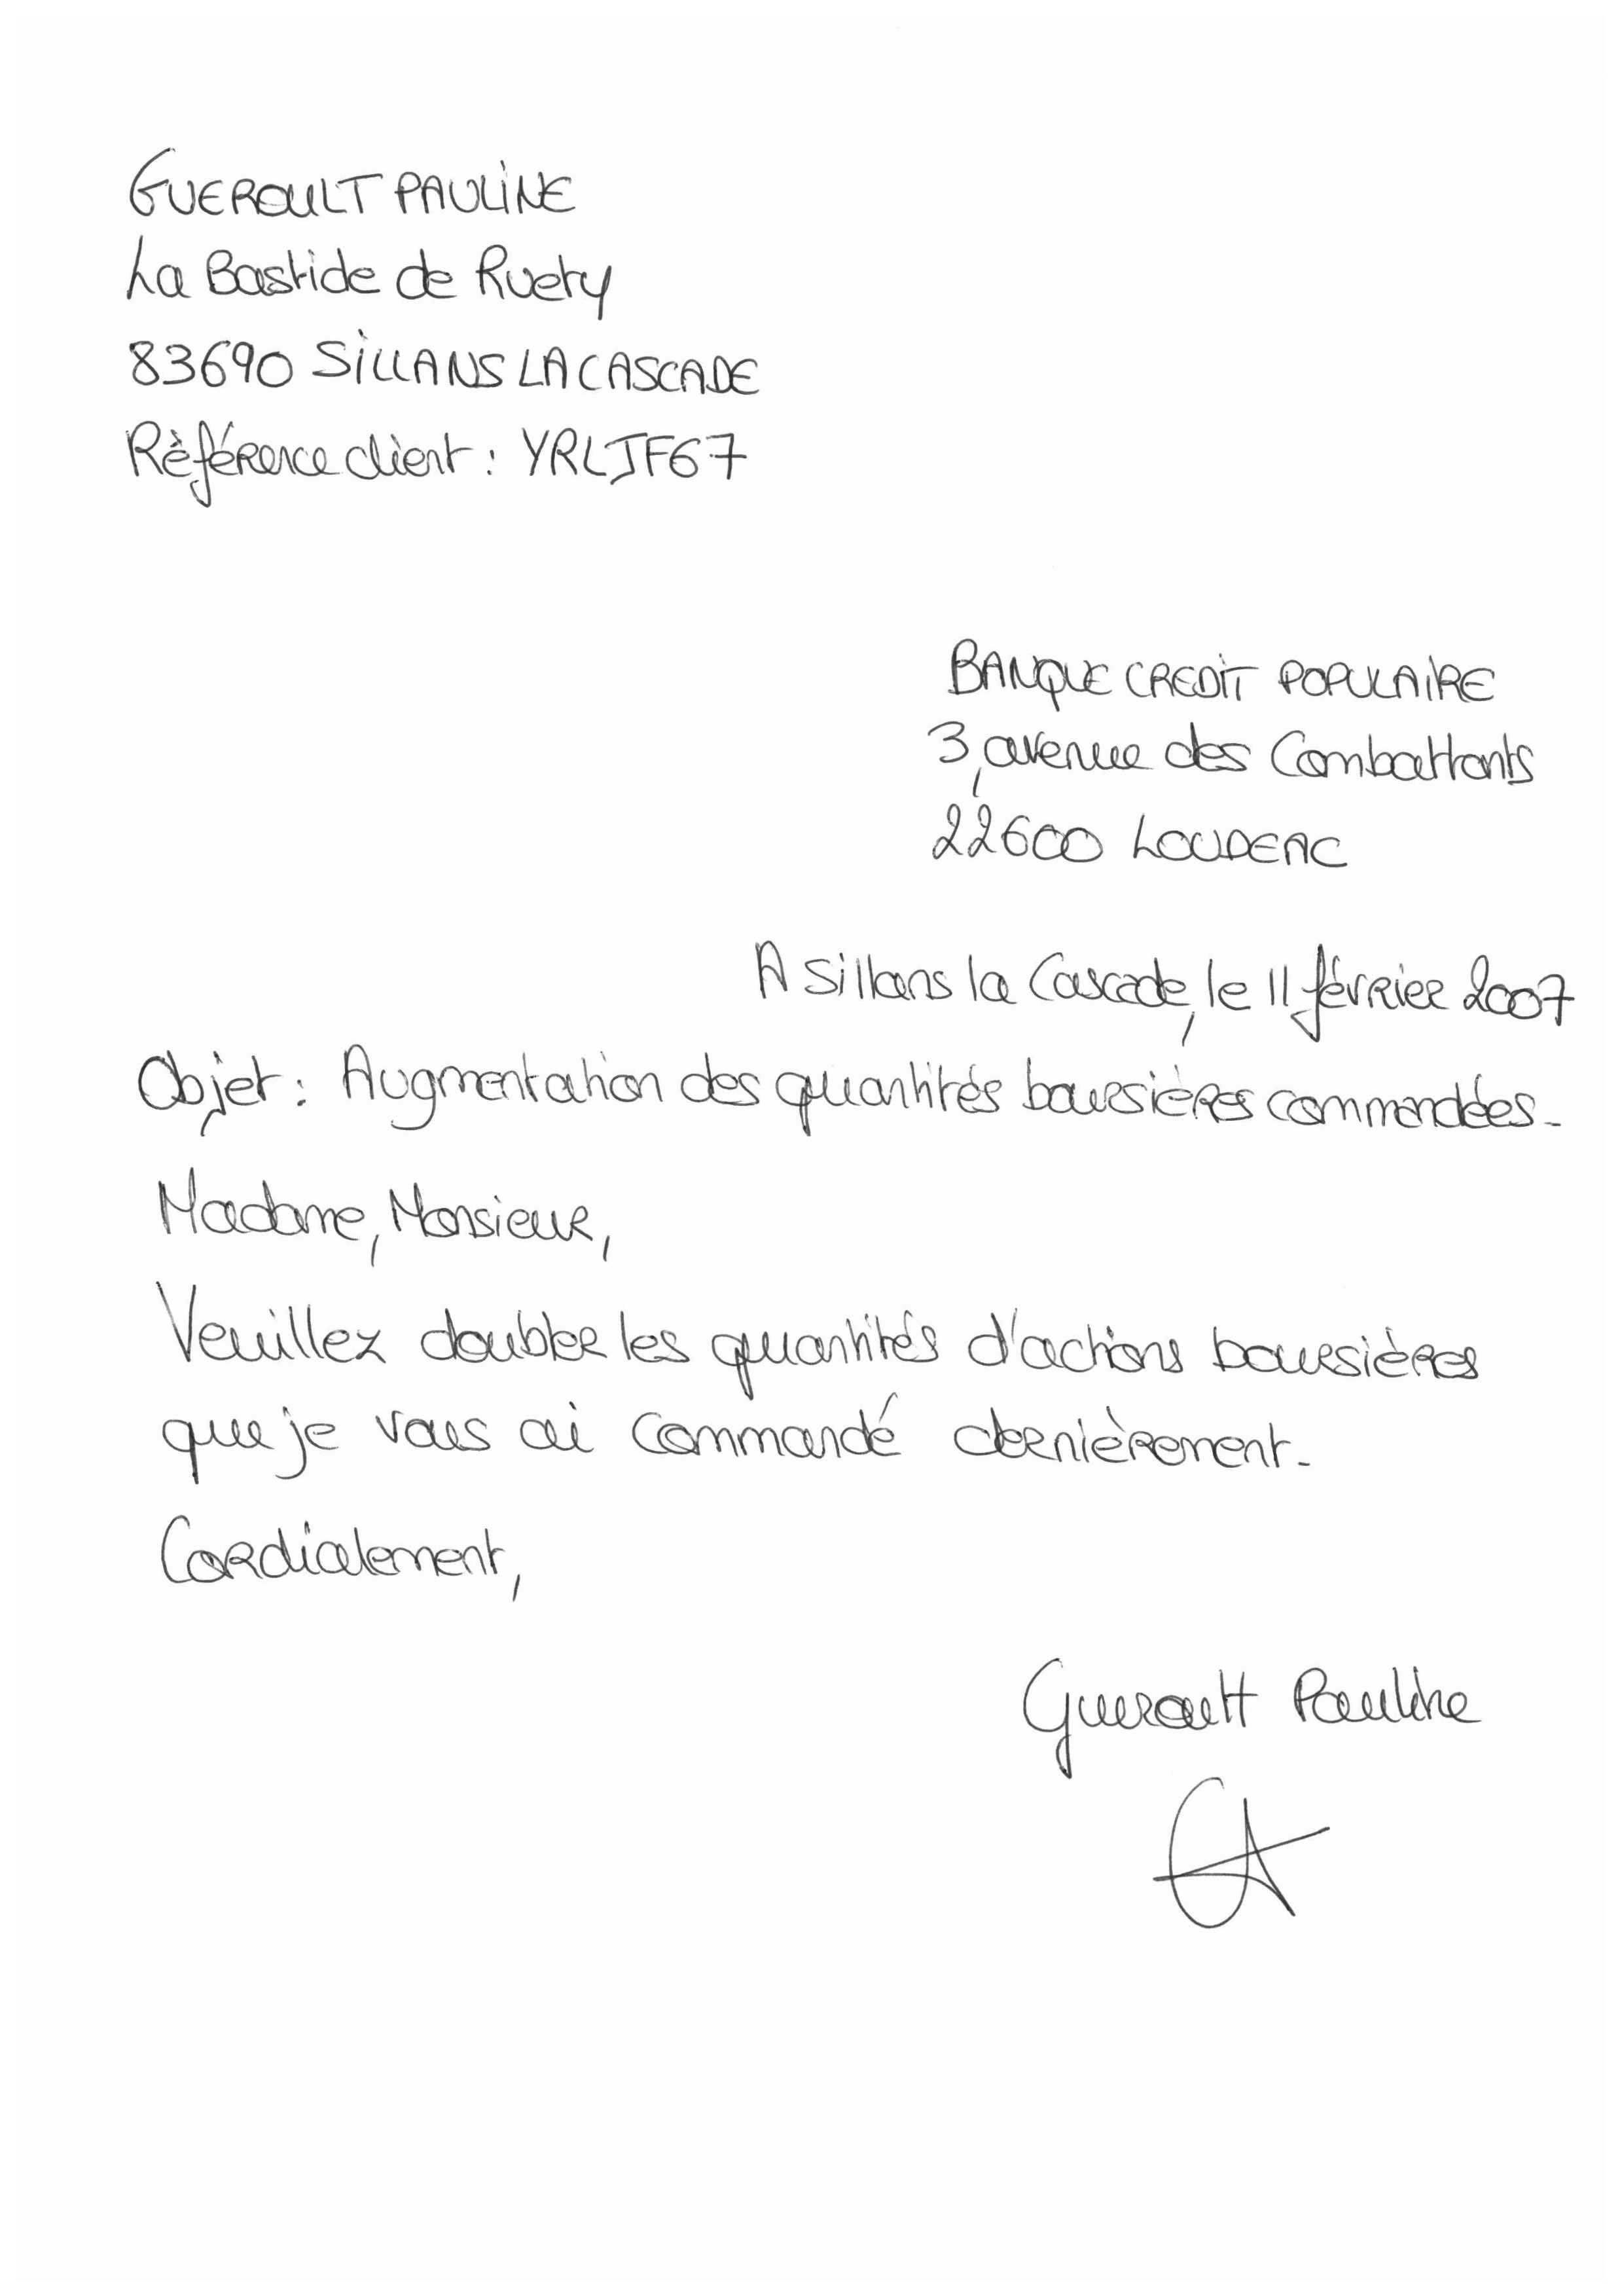 GUEROULT PAULINE
La Bastide de Ruety
83690 SILLANS LA CASCADE
Référence client : YRLJF67
BANQUE CREDIT POPULAIRE
3, avenue des Combattants
22600 LOUDEAC
A Sillans la Cascade, le 11 février 2007
Objet : Augmentation des quantités boursières commandées.
Madame, Monsieur,
Veuillez doubler les quantités d'actions boursières
que je vous ai commandé dernièrement.
Cordialement,
Gueroult Pauline